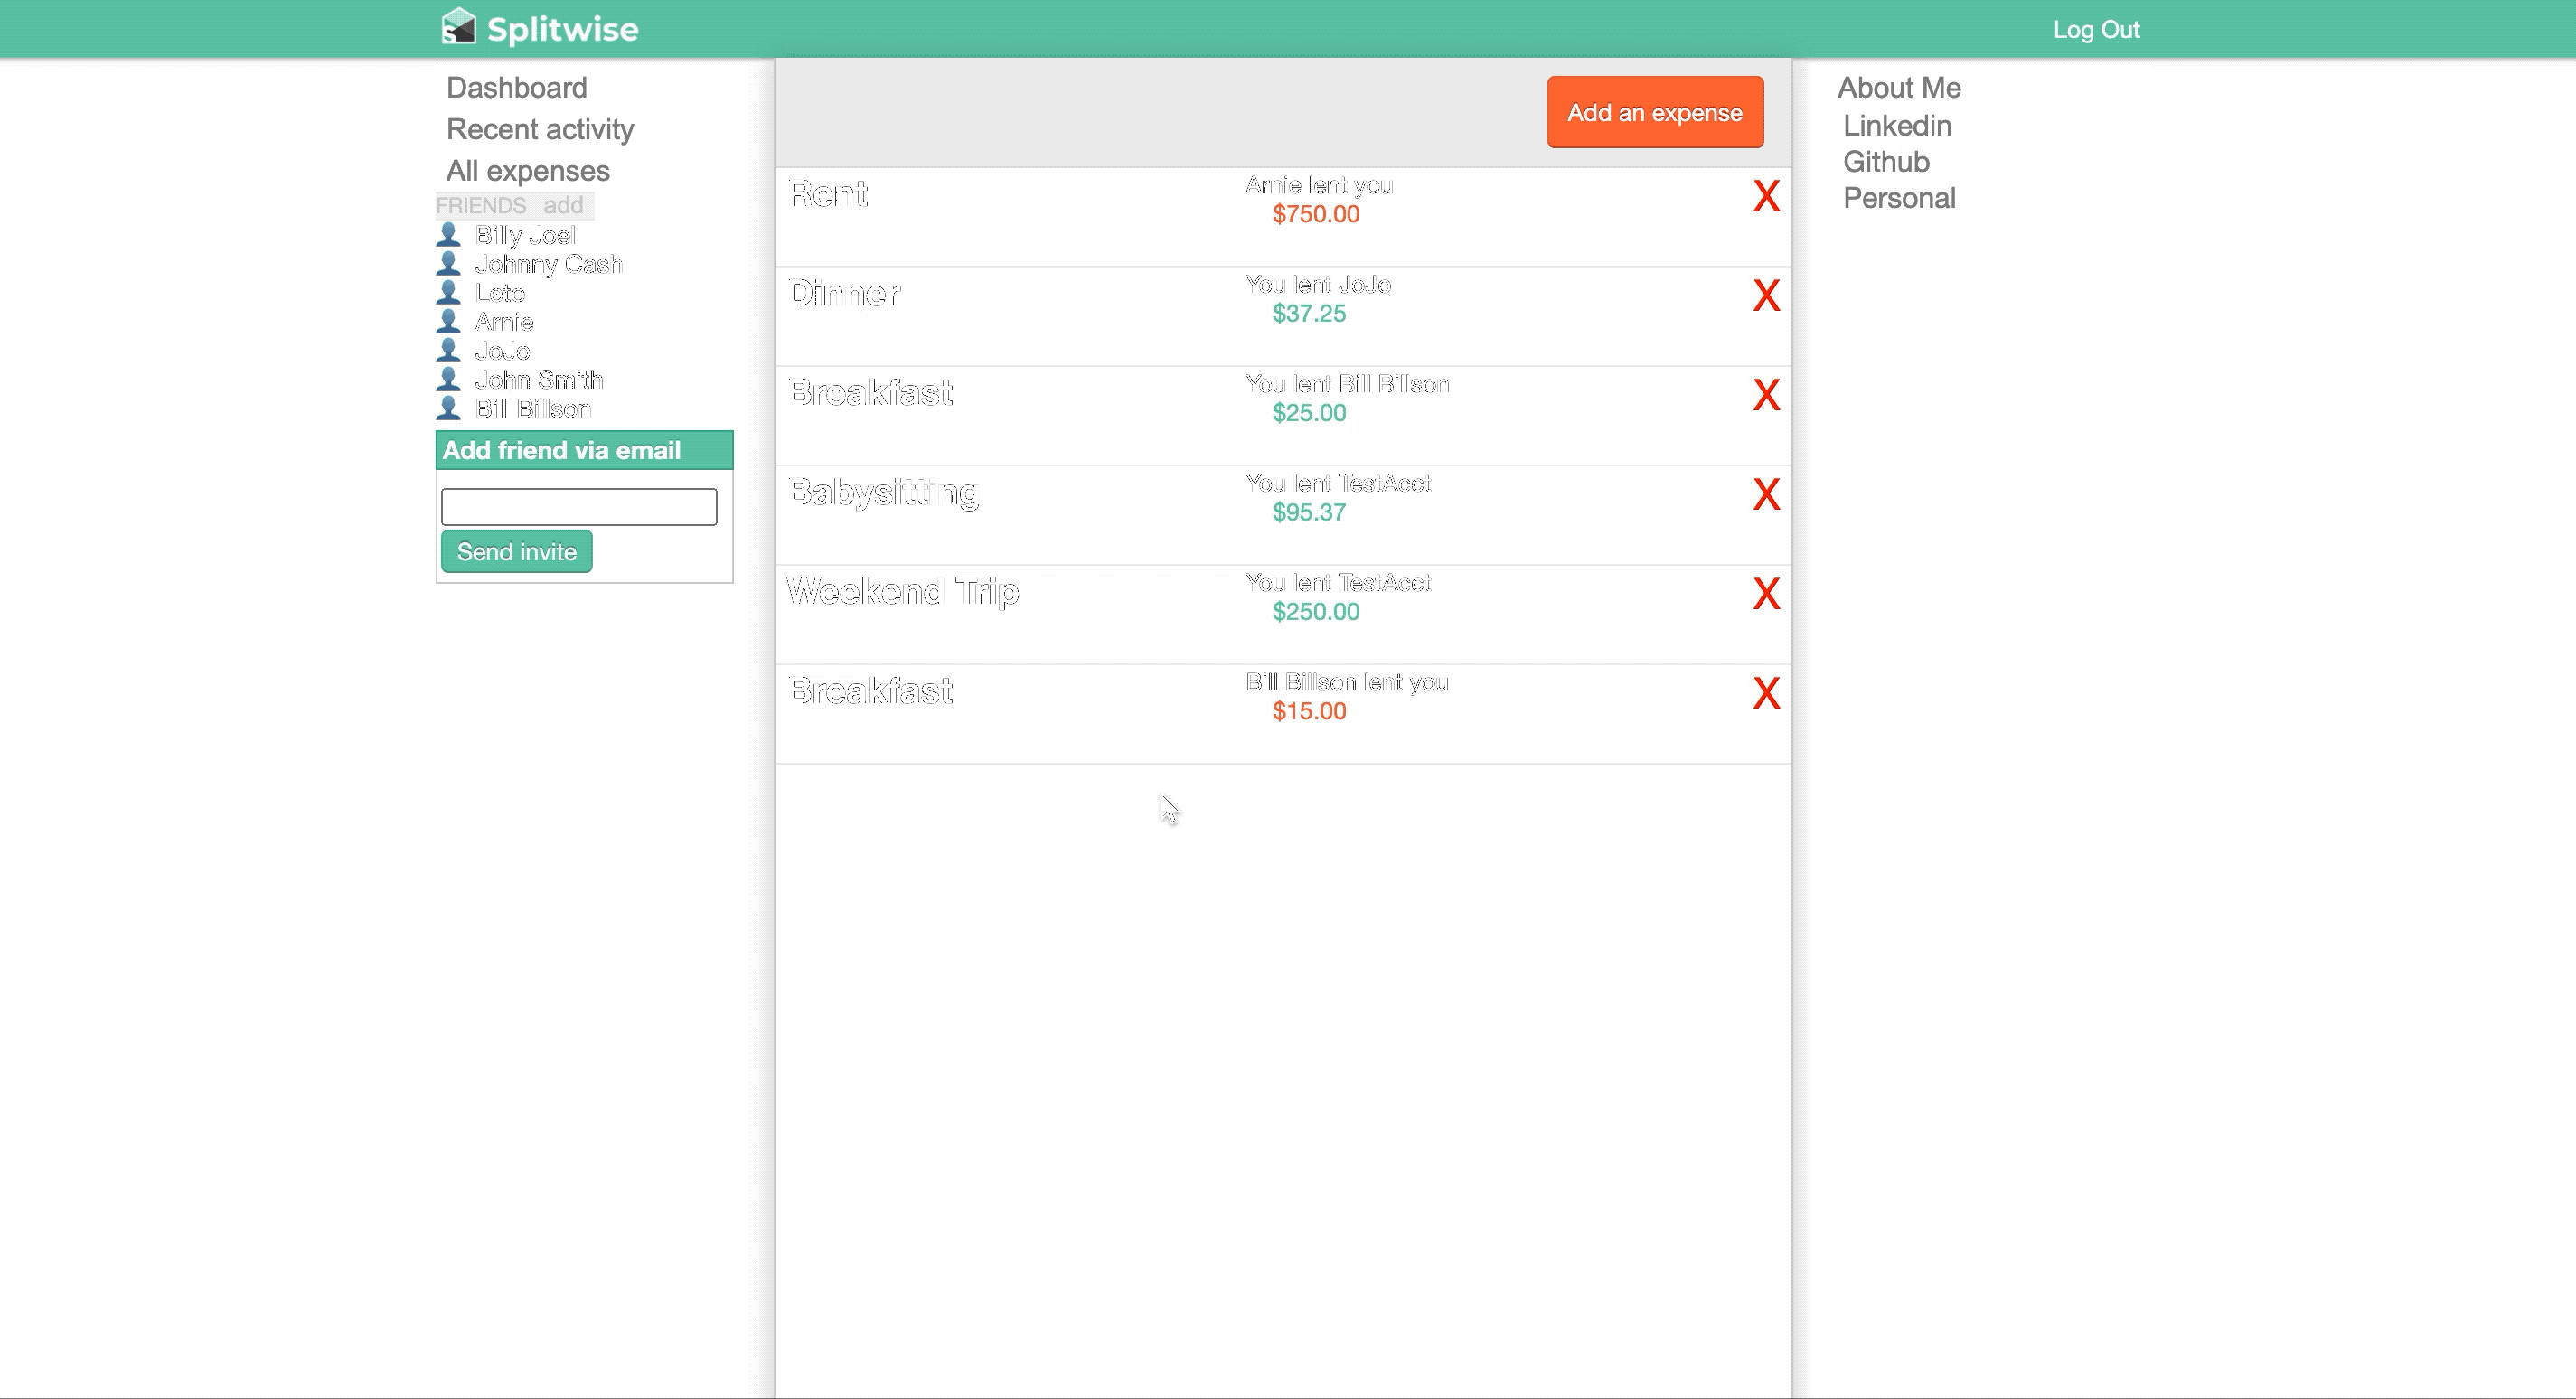 Splitwise
Log Out
Dashboard
Recent activity
All expenses
FRIENDS add
Billy Joel
Johnny Cash
Leto
Arnie
JoJo
John Smith
Bill Billson
Add friend via email
Send invite
Add an expense
Rent
Arnie lent you
$750.00
X
Dinner
You lent JoJo
$37.25
X
Breakfast
You lent Bill Billson
$25.00
X
Babysitting
You lent TestAcct
$95.37
X
Weekend Trip
You lent TestAcct
$250.00
X
Breakfast
Bill Billson lent you
$15.00
X
About Me
Linkedin
Github
Personal